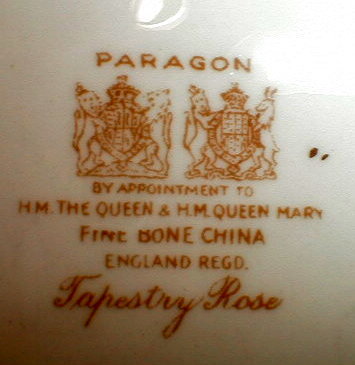 PARAGON
BY APPOINTMENT TO
H.M. THE QUEEN & H.M. QUEEN MARY
FINE BONE CHINA
ENGLAND REGD.
Tapestry Rose